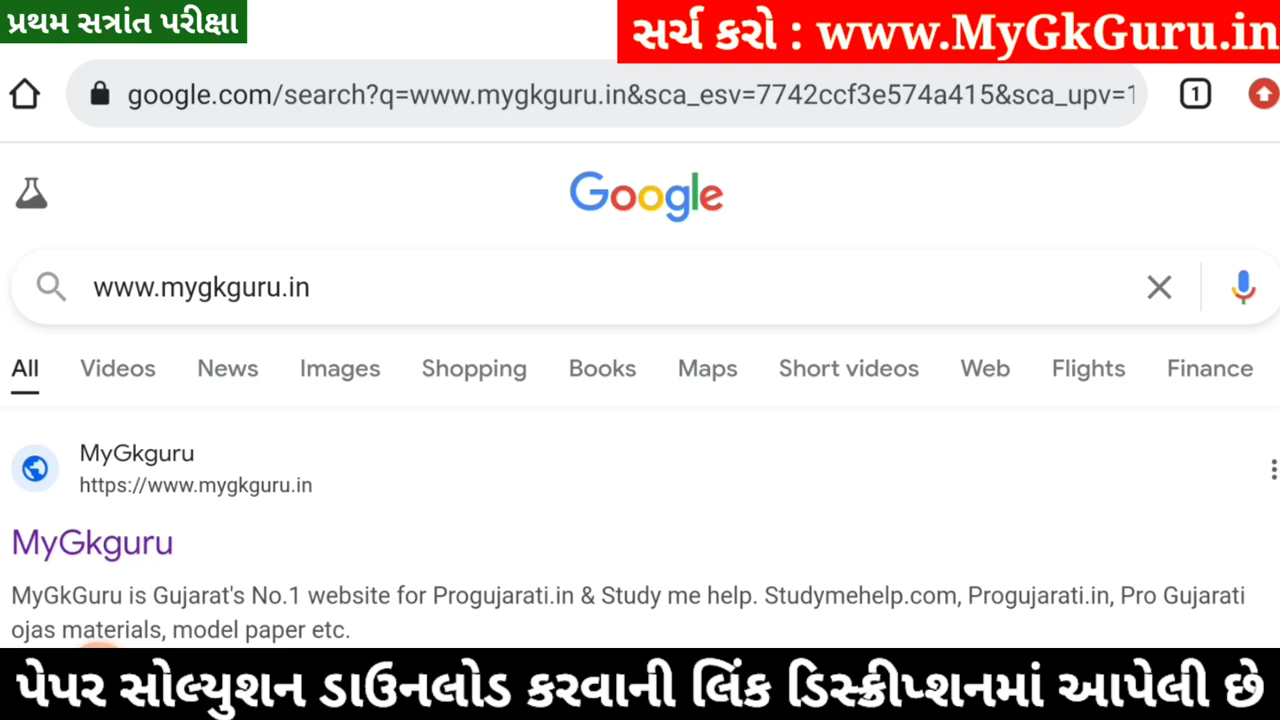 પ્રથમ સત્રાંત પરીક્ષા
સર્ચ કરો : www.MyGkGuru.in
google.com/search?q=www.mygkguru.in&sca_esv=7742ccf3e574a415&sca_upv=1
1
Google
www.mygkguru.in
All Videos News Images Shopping Books Maps Short videos Web Flights Finance
MyGkguru
https://www.mygkguru.in
MyGkguru
MyGkGuru is Gujarat's No.1 website for Progujarati.in & Study me help. Studymehelp.com, Progujarati.in, Pro Gujarati
ojas materials, model paper etc.
પેપર સોલ્યુશન ડાઉનલોડ કરવાની લિંક ડિસ્ક્રીપ્શનમાં આપેલી છે